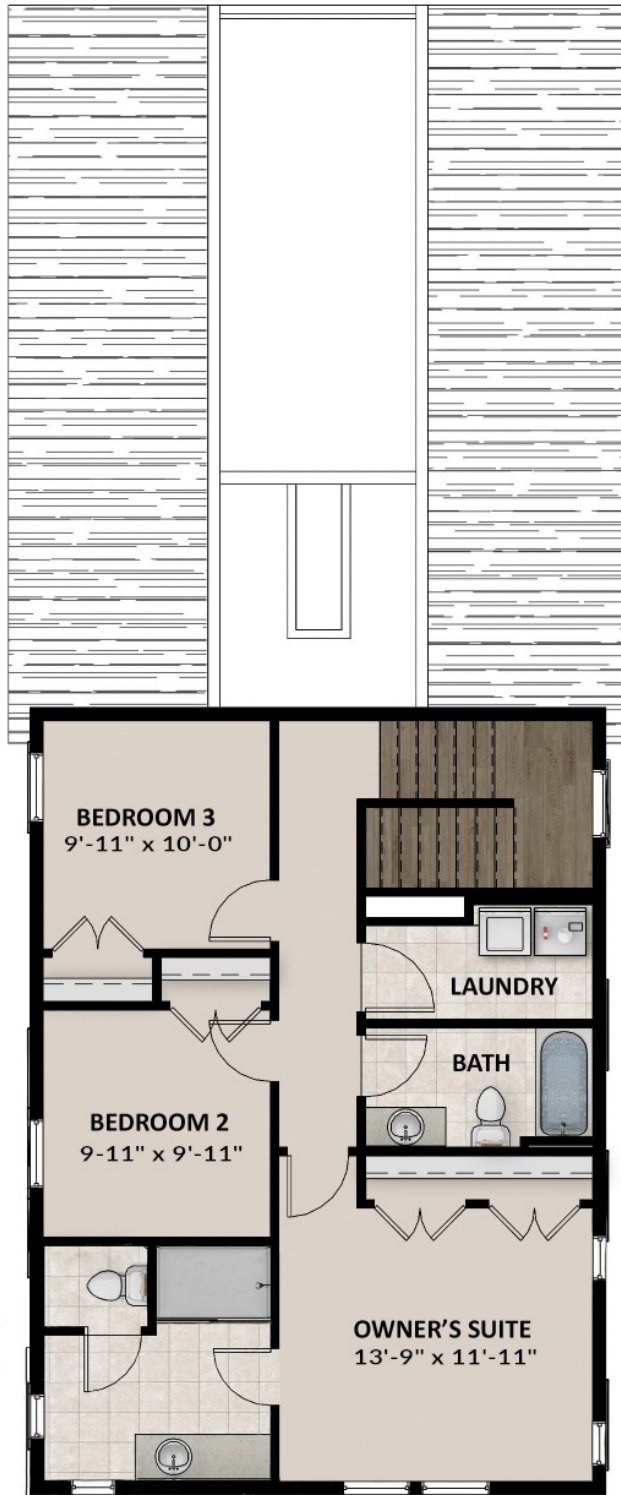 BEDROOM 3
9'-11" x 10'-0"
LAUNDRY
BATH
BEDROOM 2
9-11" x 9'-11"
OWNER'S SUITE
13'-9" x 11'-11"